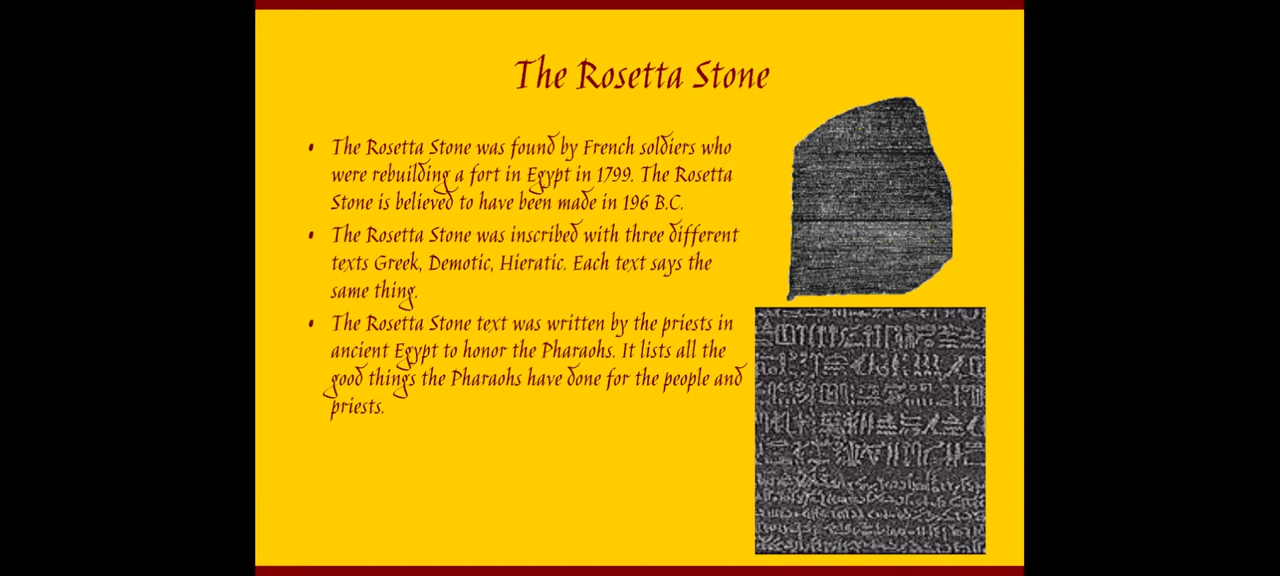 The Rosetta Stone
• The Rosetta Stone was found by French soldiers who
were rebuilding a fort in Egypt in 1799. The Rosetta
Stone is believed to have been made in 196 B.C.
• The Rosetta Stone was inscribed with three different
texts Greek, Demotic, Hieratic. Each text says the
same thing.
• The Rosetta Stone text was written by the priests in
ancient Egypt to honor the Pharaohs. It lists all the
good things the Pharaohs have done for the people and
priests.